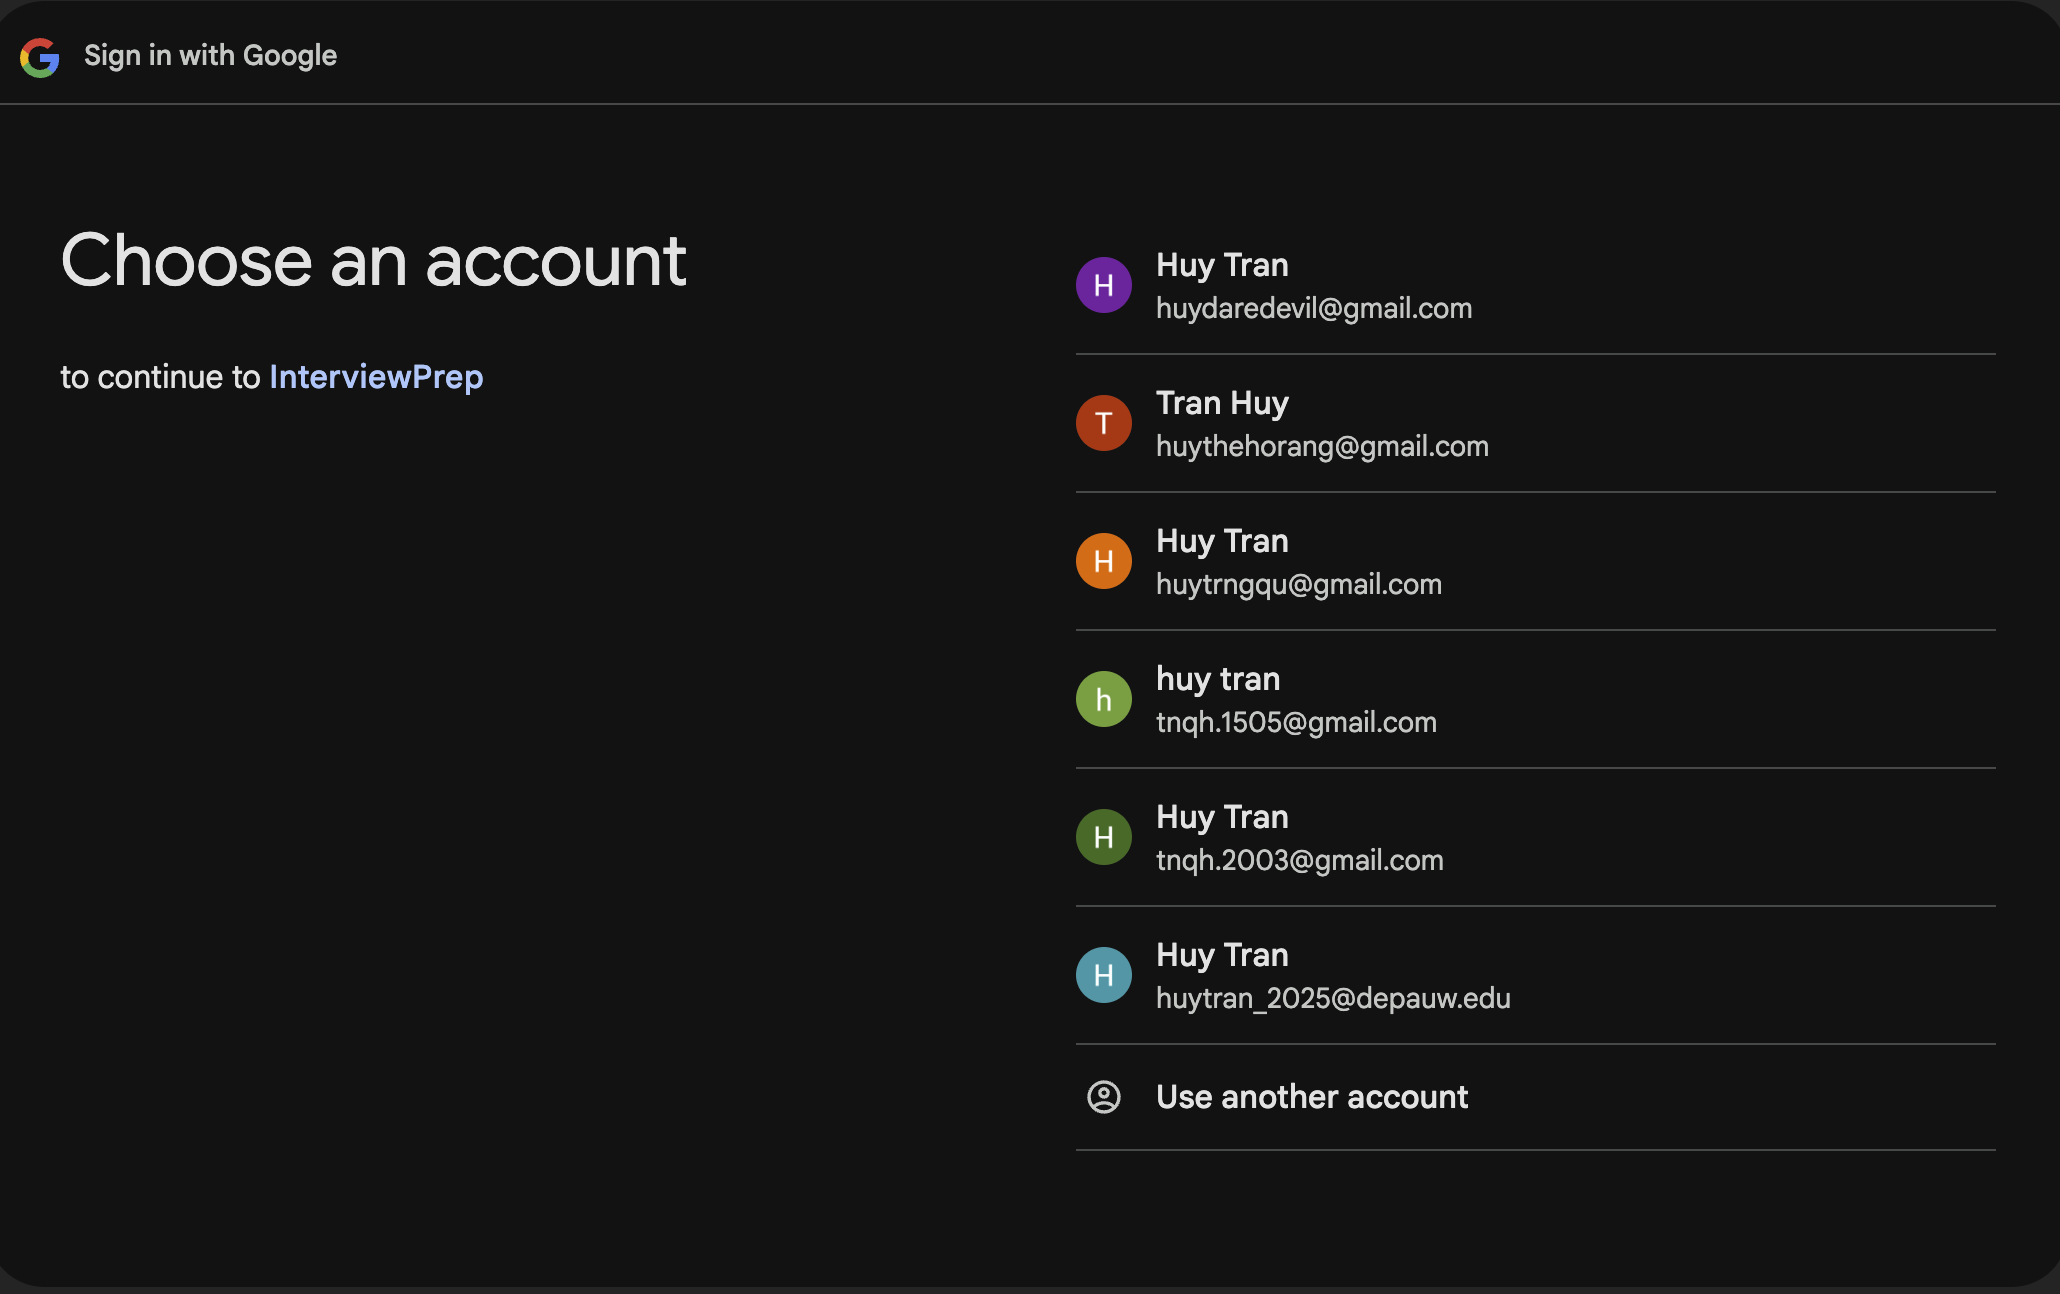 Sign in with Google
Choose an account
to continue to InterviewPrep
H
Huy Tran
huydaredevil@gmail.com
T
Tran Huy
huythehorang@gmail.com
H
Huy Tran
huytrngqu@gmail.com
h
huy tran
tnqh.1505@gmail.com
H
Huy Tran
tnqh.2003@gmail.com
H
Huy Tran
huytran_2025@depauw.edu
Use another account